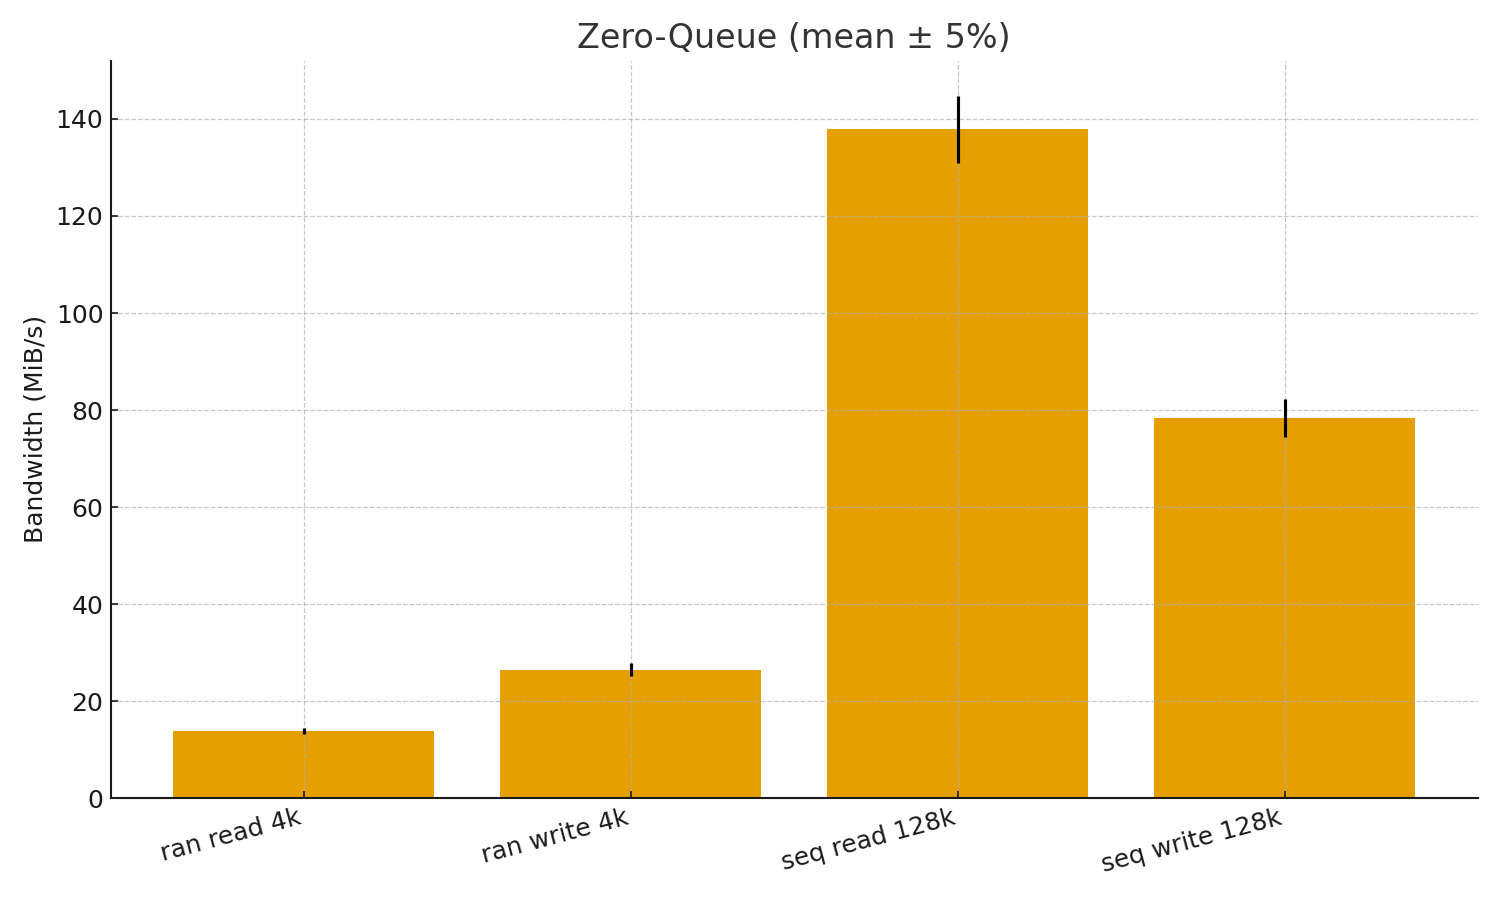 Zero-Queue (mean ± 5%)
Bandwidth (MiB/s)
140
120
100
80
60
40
20
0
ran read 4k
ran write 4k
seq read 128k
seq write 128k